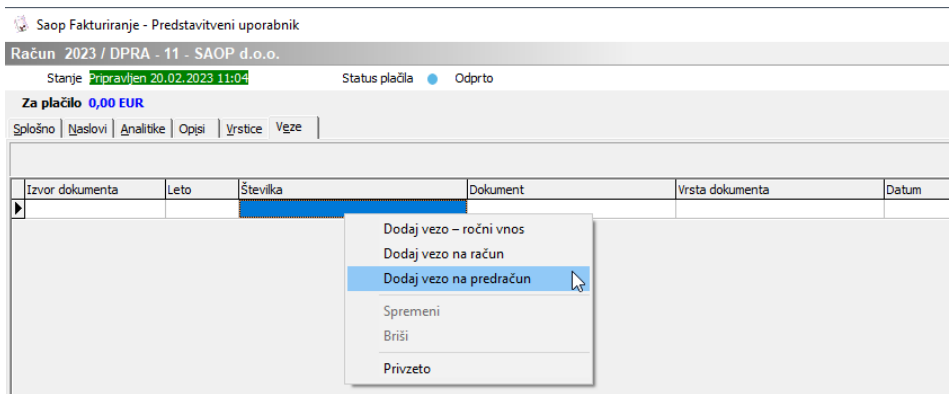 Saop Fakturiranje - Predstavitveni uporabnik
Račun 2023 / DPRA - 11 - SAOP d.o.o.
Stanje Pripravljen 20.02.2023 11:04 Status plačila Odprto
Za plačilo 0,00 EUR
Splošno Naslovi Analitike Opisi Vrstice Veze
Izvor dokumenta Leto Številka Dokument Vrsta dokumenta Datum
Dodaj vezo – ročni vnos
Dodaj vezo na račun
Dodaj vezo na predračun
Spremeni
Briši
Privzeto